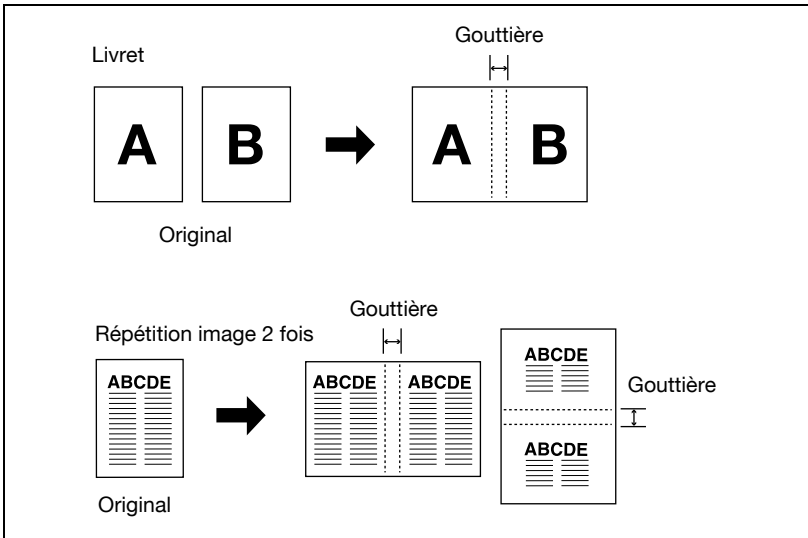 Gouttière
Livret
A B A B
Original
Gouttière
Répétition image 2 fois
ABCDE
ABCDE ABCDE
ABCDE
Gouttière
ABCDE
Original